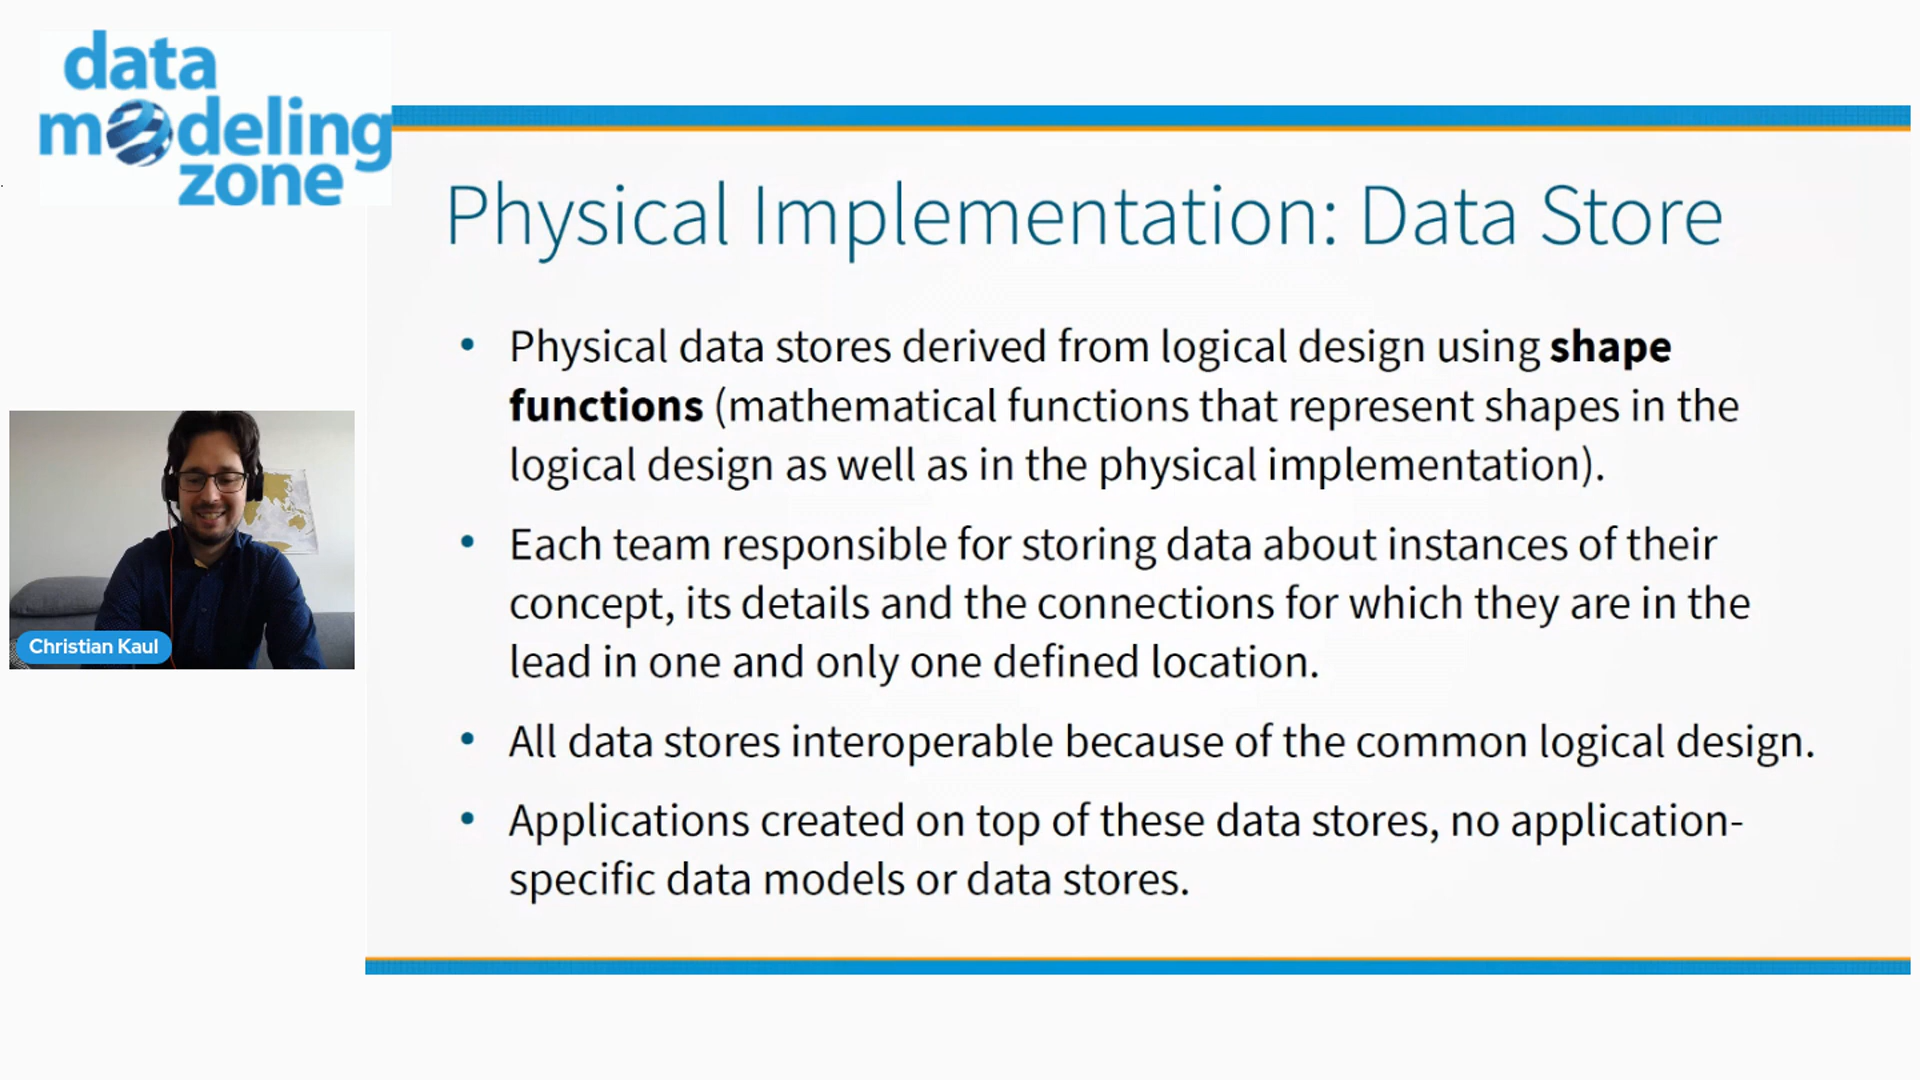 data
modeling
zone
Physical Implementation: Data Store
• Physical data stores derived from logical design using shape
functions (mathematical functions that represent shapes in the
logical design as well as in the physical implementation).
• Each team responsible for storing data about instances of their
concept, its details and the connections for which they are in the
lead in one and only one defined location.
• All data stores interoperable because of the common logical design.
• Applications created on top of these data stores, no application-
specific data models or data stores.
Christian Kaul